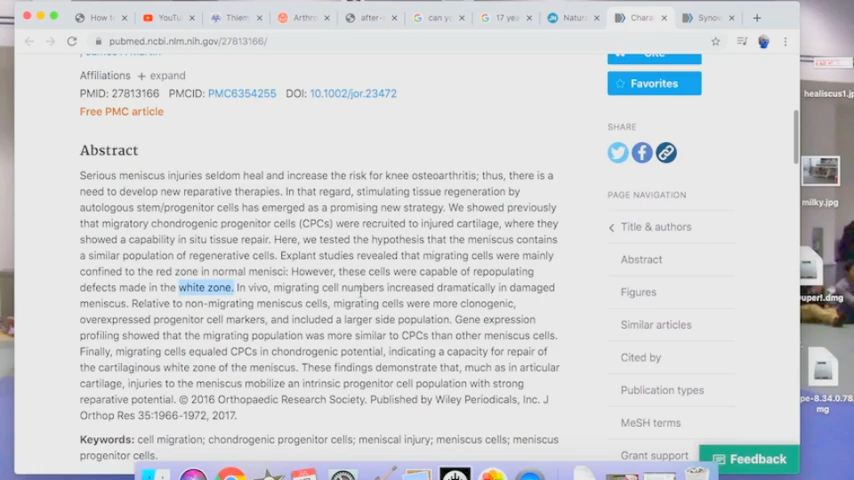 How t
YouTu
Thiem
Arthro
after-
can y
17 yea
Natur
Chara
Synov
pubmed.ncbi.nlm.nih.gov/27813166/
Cite
Affiliations + expand
PMID: 27813166 PMCID: PMC6354255 DOI: 10.1002/jor.23472
Free PMC article
Abstract
Serious meniscus injuries seldom heal and increase the risk for knee osteoarthritis; thus, there is a
need to develop new reparative therapies. In that regard, stimulating tissue regeneration by
autologous stem/progenitor cells has emerged as a promising new strategy. We showed previously
that migratory chondrogenic progenitor cells (CPCs) were recruited to injured cartilage, where they
showed a capability in situ tissue repair. Here, we tested the hypothesis that the meniscus contains
a similar population of regenerative cells. Explant studies revealed that migrating cells were mainly
confined to the red zone in normal menisci: However, these cells were capable of repopulating
defects made in the white zone. In vivo, migrating cell numbers increased dramatically in damaged
meniscus. Relative to non-migrating meniscus cells, migrating cells were more clonogenic,
overexpressed progenitor cell markers, and included a larger side population. Gene expression
profiling showed that the migrating population was more similar to CPCs than other meniscus cells.
Finally, migrating cells equaled CPCs in chondrogenic potential, indicating a capacity for repair of
the cartilaginous white zone of the meniscus. These findings demonstrate that, much as in articular
cartilage, injuries to the meniscus mobilize an intrinsic progenitor cell population with strong
reparative potential. © 2016 Orthopaedic Research Society. Published by Wiley Periodicals, Inc. J
Orthop Res 35:1966-1972, 2017.
Keywords: cell migration; chondrogenic progenitor cells; meniscal injury; meniscus cells; meniscus
progenitor cells.
Favorites
SHARE
PAGE NAVIGATION
Title & authors
Abstract
Figures
Similar articles
Cited by
Publication types
MeSH terms
Grant support
Feedback
healiscus1.j
milky.jpg
uper1.dmg
pe-8.34.0.78.
mg